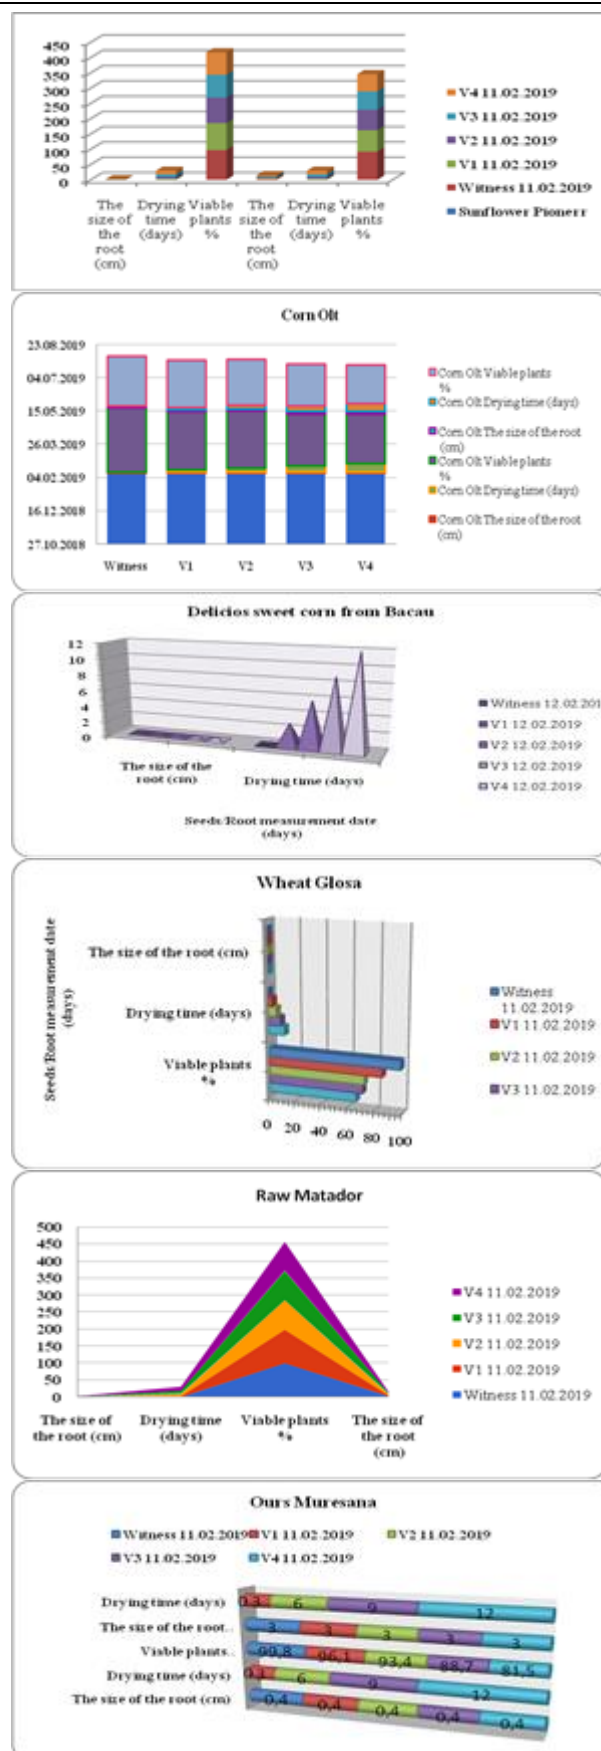 450
400
350
300
250
200
150
100
50
0
The size of the root (cm)
Drying time (days)
Viable plants %
The size of the root (cm)
Drying time (days)
Viable plants %
V4 11.02.2019
V3 11.02.2019
V2 11.02.2019
V1 11.02.2019
Witness 11.02.2019
Sunflower Pionerr
Corn Olt
23.08.2019
04.07.2019
15.05.2019
26.03.2019
04.02.2019
16.12.2018
27.10.2018
Witness V1 V2 V3 V4
Corn Olt Viable plants
%
Corn Olt Drying time (days)
Corn Olt The size of the root
(cm)
Corn Olt Viable plants
%
Corn Olt Drying time (days)
Corn Olt The size of the root
(cm)
Delicios sweet corn from Bacau
12
10
8
6
4
2
0
The size of the
root (cm)
Drying time (days)
Seeds/Root measurement date
(days)
Witness 12.02.2019
V1 12.02.2019
V2 12.02.2019
V3 12.02.2019
V4 12.02.2019
Wheat Glosa
Seeds/Root measurement date
(days)
The size of the root (cm)
Drying time (days)
Viable plants
%
0 20 40 60 80 100
Witness
11.02.2019
V1 11.02.2019
V2 11.02.2019
V3 11.02.2019
Raw Matador
500
450
400
350
300
250
200
150
100
50
0
The size of
the root (cm)
Drying time
(days)
Viable plants
%
The size of
the root
(cm)
V4 11.02.2019
V3 11.02.2019
V2 11.02.2019
V1 11.02.2019
Witness 11.02.2019
Ours Muresana
Witness 11.02.2019 V1 11.02.2019 V2 11.02.2019
V3 11.02.2019 V4 11.02.2019
Drying time (days) 0,3 6 9 12
The size of the root.. 3 3 3 3 3
Viable plants.. 99,8 96,1 93,4 88,7 81,5
Drying time (days) 6 9 12
The size of the root (cm) 0,4 0,4 0,4 0,4 0,4